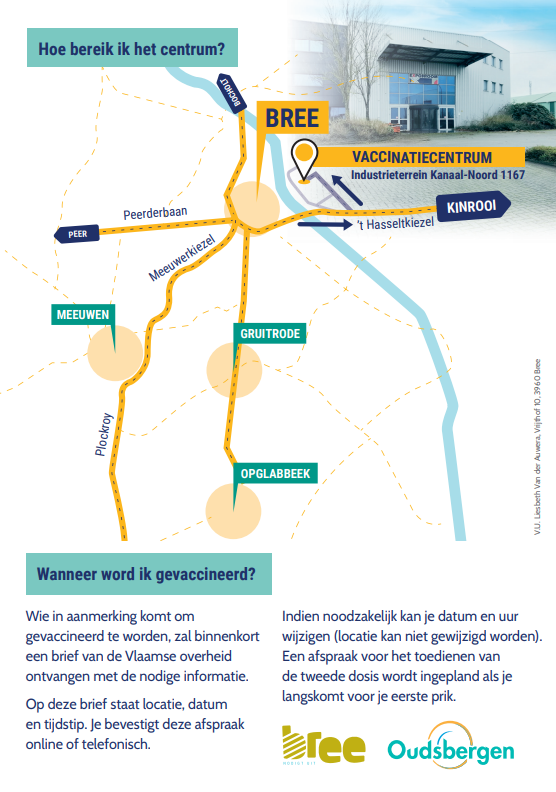 Hoe bereik ik het centrum?
BOCHOLT
BREE
VACCINATIECENTRUM
Industrieterrein Kanaal-Noord 1167
KINROOI
Peerderbaan
't Hasseltkiezel
PEER
Meeuwerkiezel
MEEUWEN
GRUITRODE
Plockroy
OPGLABBEEK
V.U. Liesbeth Van der Auwera, Vrijthof 10, 3960 Bree
Wanneer word ik gevaccineerd?
Wie in aanmerking komt om
gevaccineerd te worden, zal binnenkort
een brief van de Vlaamse overheid
ontvangen met de nodige informatie.
Op deze brief staat locatie, datum
en tijdstip. Je bevestigt deze afspraak
online of telefonisch.
Indien noodzakelijk kan je datum en uur
wijzigen (locatie kan niet gewijzigd worden).
Een afspraak voor het toedienen van
de tweede dosis wordt ingepland als je
langskomt voor je eerste prik.
bree
Oudsbergen